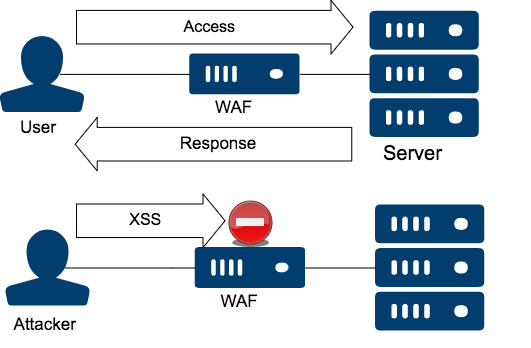 Access
WAF
User
Response
Server
XSS
WAF
Attacker